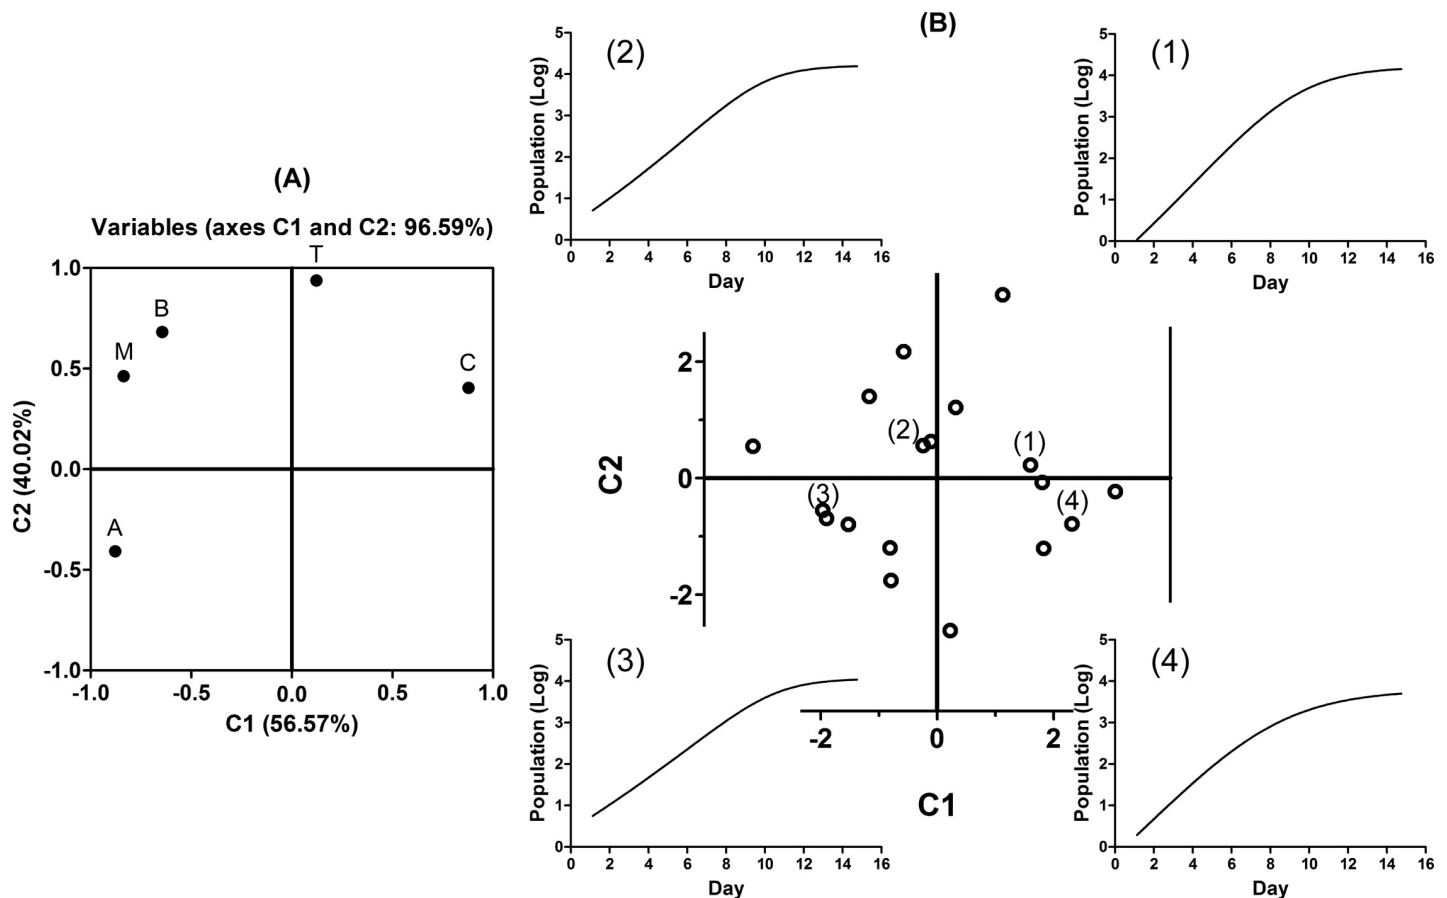 (A)
Variables (axes C1 and C2: 96.59%)
T
B
M
C
A
C2 (40.02%)
1.0
0.5
0.0
-0.5
-1.0
-1.0
-0.5
0.0
0.5
1.0
C1 (56.57%)
(B)
(2)
Population (Log)
5
4
3
2
1
0
0 2 4 6 8 10 12 14 16
Day
(1)
Population (Log)
5
4
3
2
1
0
0 2 4 6 8 10 12 14 16
Day
C2
2
0
-2
(2)
(1)
(3)
(4)
-2 0 2
C1
(3)
Population (Log)
5
4
3
2
1
0
0 2 4 6 8 10 12 14 16
Day
(4)
Population (Log)
5
4
3
2
1
0
0 2 4 6 8 10 12 14 16
Day